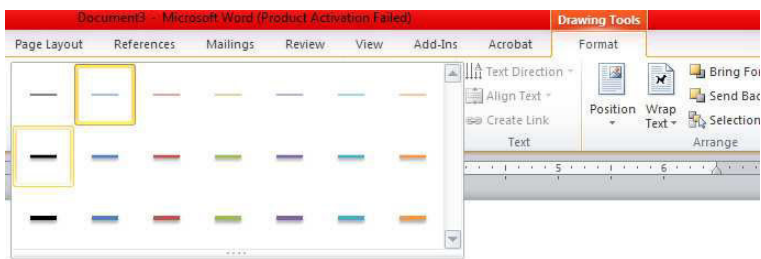 Document3 - Microsoft Word (Product Activation Failed)
Drawing Tools
Page Layout References Mailings Review View Add-Ins Acrobat Format
Text Direction
Bring For
Align Text
Send Bac
Position Wrap Text
Create Link
Selection
Text
Arrange
5 6